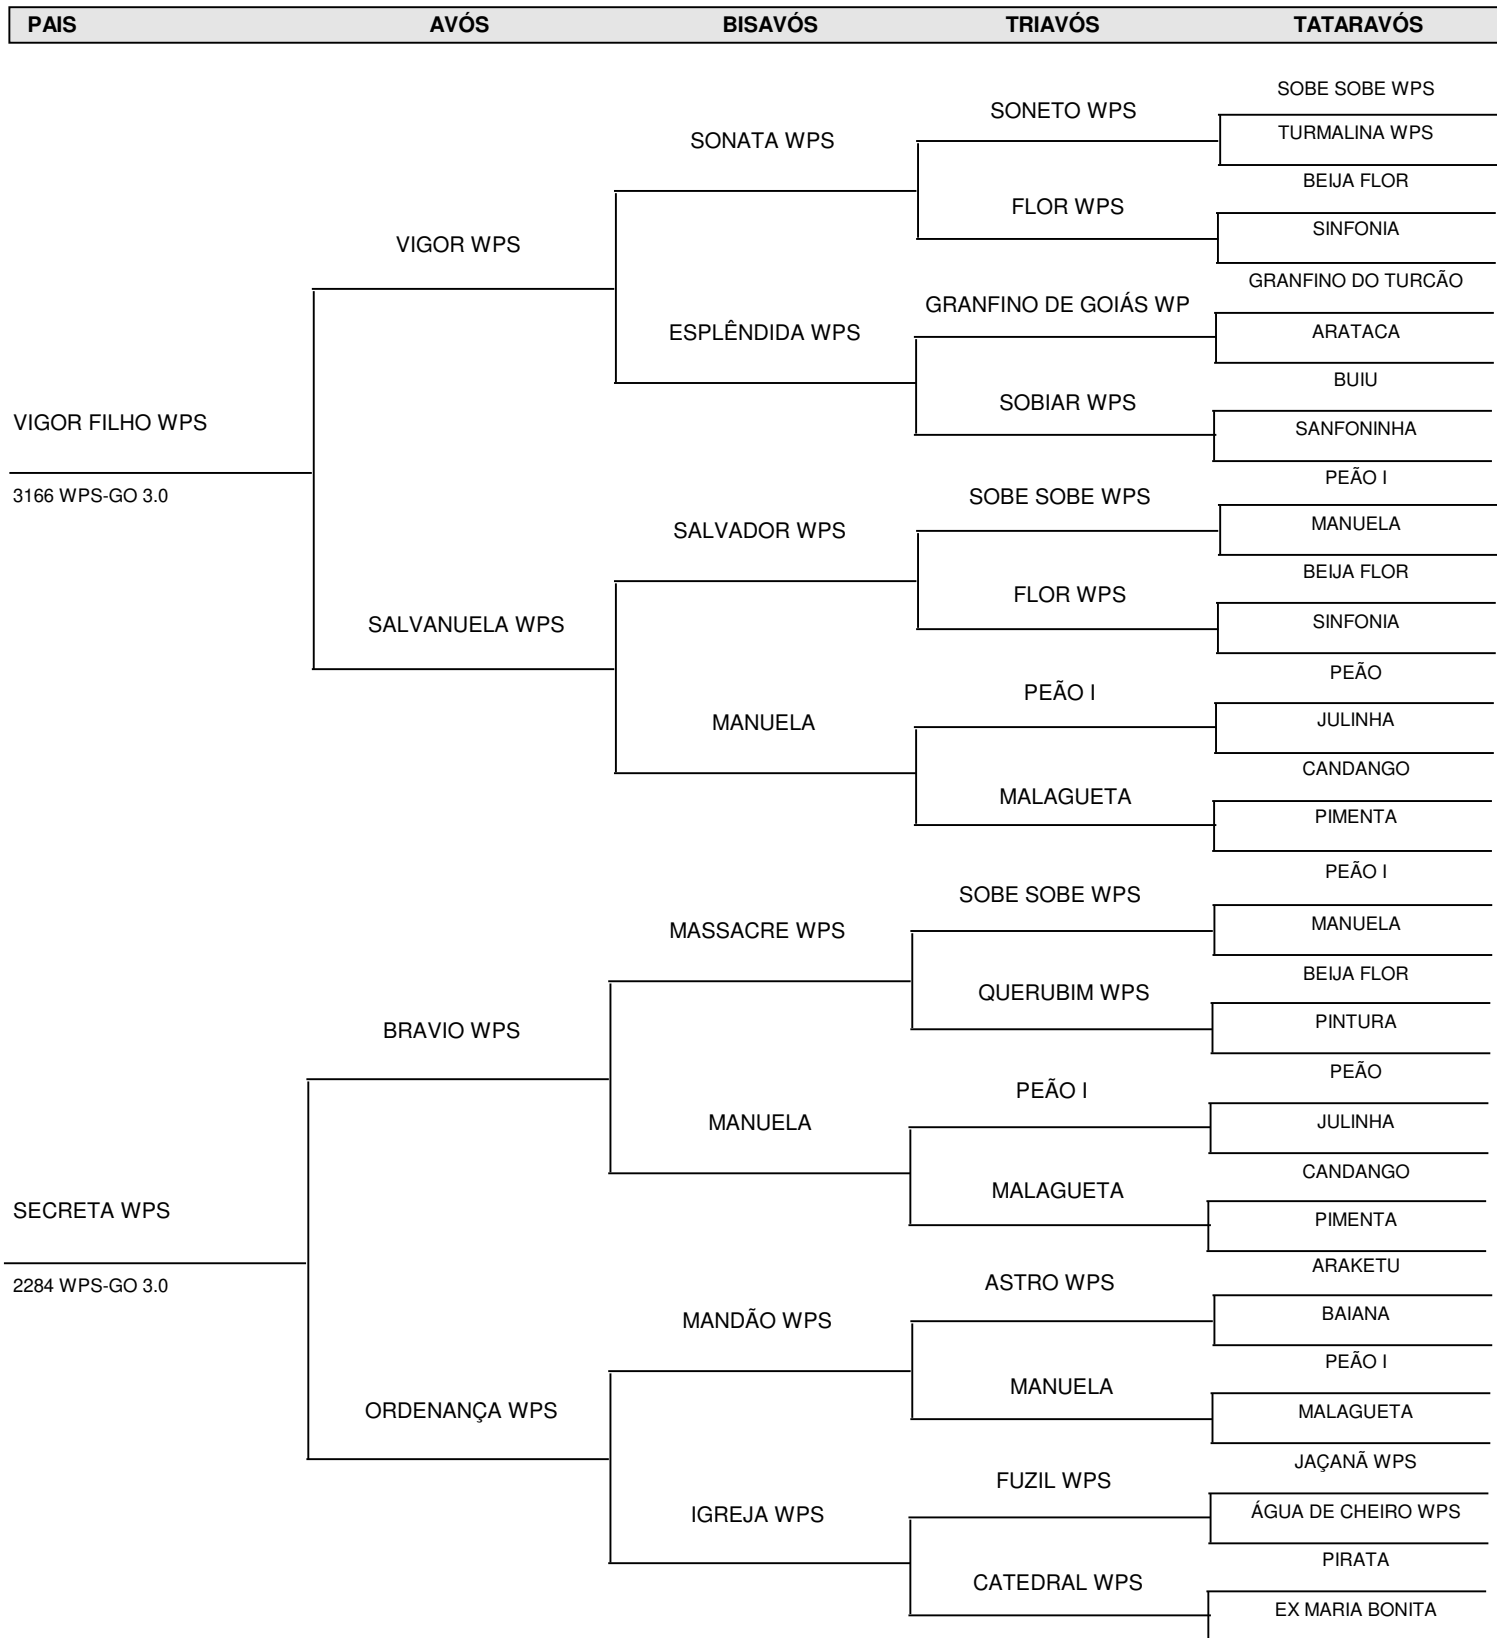 PAIS AVÓS BISAVÓS TRIAVÓS TATARAVÓS
SOBE SOBE WPS
SONETO WPS
TURMALINA WPS
SONATA WPS
BEIJA FLOR
FLOR WPS
SINFONIA
VIGOR WPS
GRANFINO DO TURCÃO
GRANFINO DE GOIÁS WP
ARATACA
ESPLÊNDIDA WPS
BUIU
SOBIAR WPS
VIGOR FILHO WPS
SANFONINHA
PEÃO I
3166 WPS-GO 3.0
SOBE SOBE WPS
MANUELA
SALVADOR WPS
BEIJA FLOR
FLOR WPS
SINFONIA
SALVANUELA WPS
PEÃO
PEÃO I
JULINHA
MANUELA
CANDANGO
MALAGUETA
PIMENTA
PEÃO I
SOBE SOBE WPS
MANUELA
MASSACRE WPS
BEIJA FLOR
QUERUBIM WPS
PINTURA
BRAVIO WPS
PEÃO
PEÃO I
JULINHA
MANUELA
CANDANGO
MALAGUETA
SECRETA WPS
PIMENTA
ARAKETU
2284 WPS-GO 3.0
ASTRO WPS
BAIANA
MANDÃO WPS
PEÃO I
MANUELA
ORDENANÇA WPS
MALAGUETA
JAÇANÃ WPS
FUZIL WPS
ÁGUA DE CHEIRO WPS
IGREJA WPS
PIRATA
CATEDRAL WPS
EX MARIA BONITA